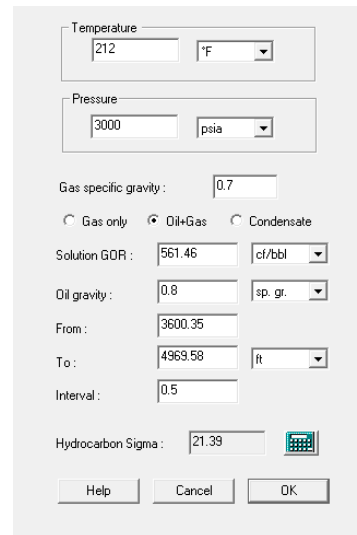 Temperature
212 °F
Pressure
3000 psia
Gas specific gravity : 0.7
Gas only Oil+Gas Condensate
Solution GOR : 561.46 cf/bbl
Oil gravity : 0.8 sp. gr.
From : 3600.35
To : 4969.58 ft
Interval : 0.5
Hydrocarbon Sigma : 21.39
Help Cancel OK